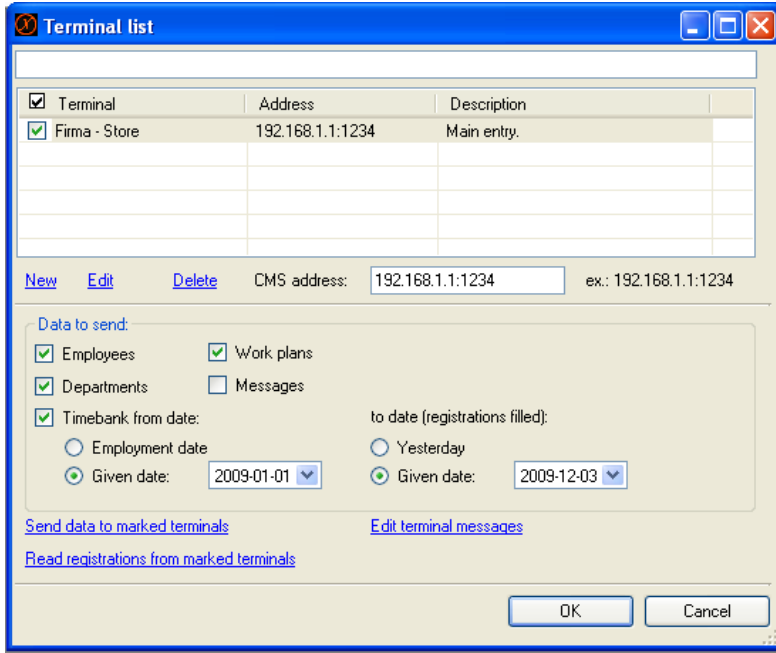 Terminal list
Terminal Address Description
Firma - Store 192.168.1.1:1234 Main entry.
New Edit Delete CMS address: 192.168.1.1:1234 ex.: 192.168.1.1:1234
Data to send:
Employees Work plans
Departments Messages
Timebank from date: to date (registrations filled):
Employment date Yesterday
Given date: 2009-01-01 Given date: 2009-12-03
Send data to marked terminals Edit terminal messages
Read registrations from marked terminals
OK Cancel